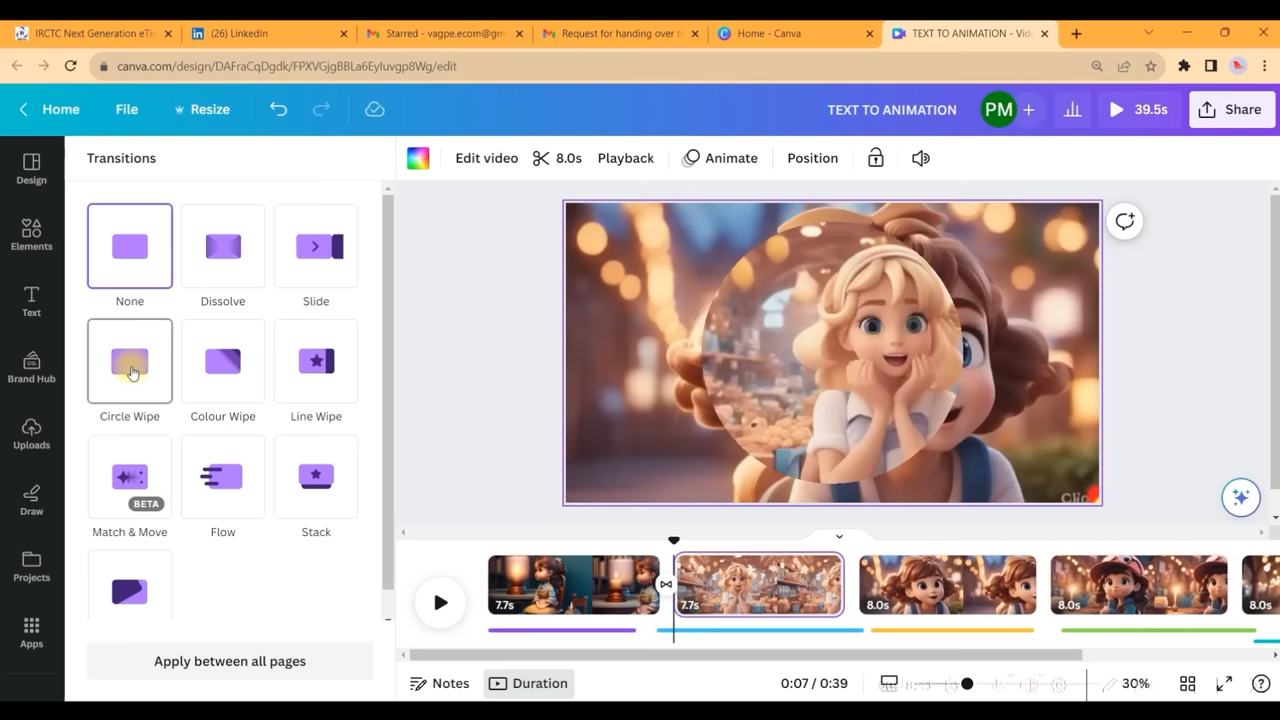 IRCTC Next Generation eTic
(26) LinkedIn
Starred - vagpe.ecom@gm
Request for handing over t
Home - Canva
TEXT TO ANIMATION - Vid
canva.com/design/DAFraCqDgdk/FPXVGjgBBLa6EyIuvgp8Wg/edit
Home
File
Resize
TEXT TO ANIMATION
PM
39.5s
Share
Design
Elements
Text
Brand Hub
Uploads
Draw
Projects
Apps
Transitions
None
Dissolve
Slide
Circle Wipe
Colour Wipe
Line Wipe
BETA
Match & Move
Flow
Stack
Apply between all pages
Edit video
8.0s
Playback
Animate
Position
7.7s
7.7s
8.0s
8.0s
8.0s
Notes
Duration
0:07 / 0:39
30%